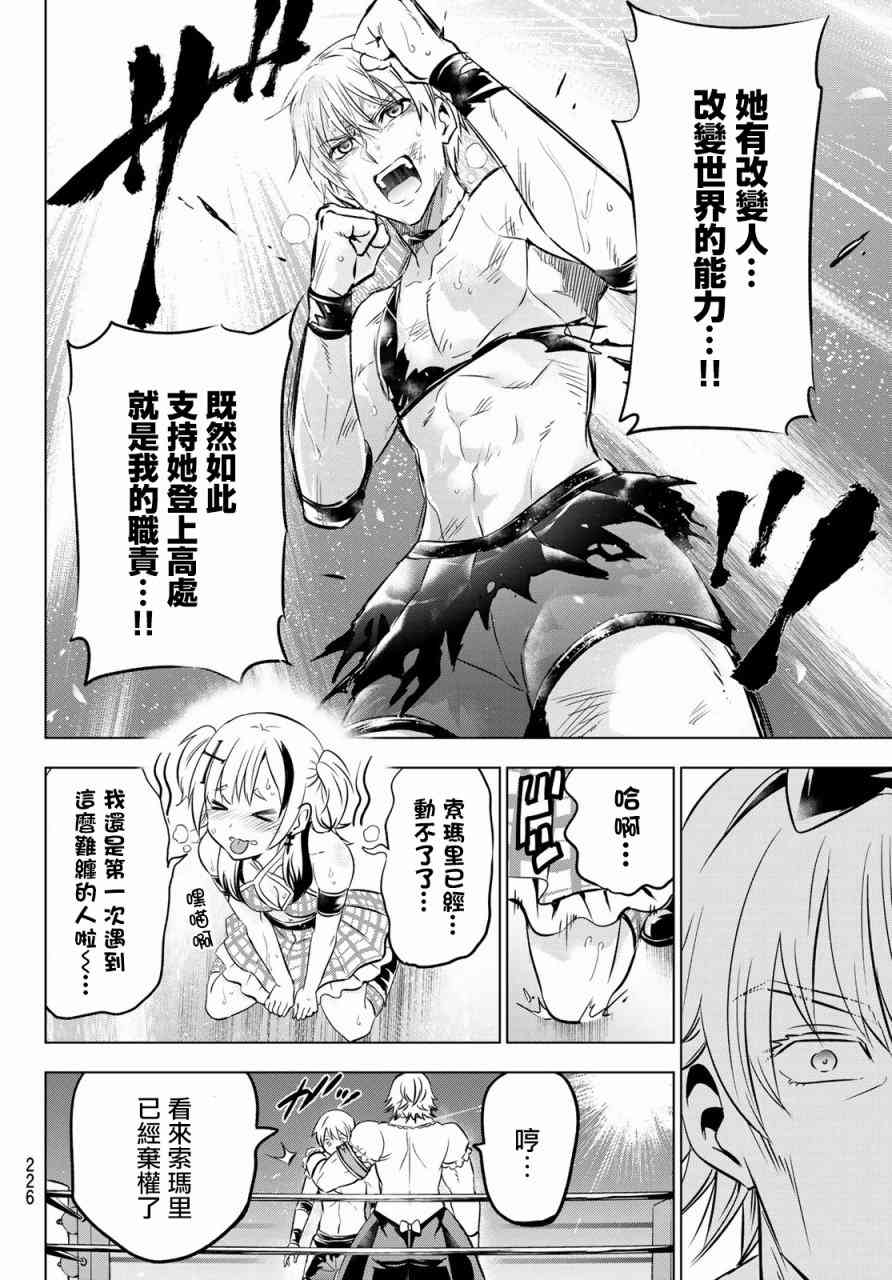 她有改變人…
改變世界的能力…!!
既然如此
支持她登上高處
就是我的職責…!!
哈啊…
索瑪里已經
動不了了…
嘿喵啊
我還是第一次遇到
這麼難纏的人啦～…
哼…
看來索瑪里
已經棄權了
226